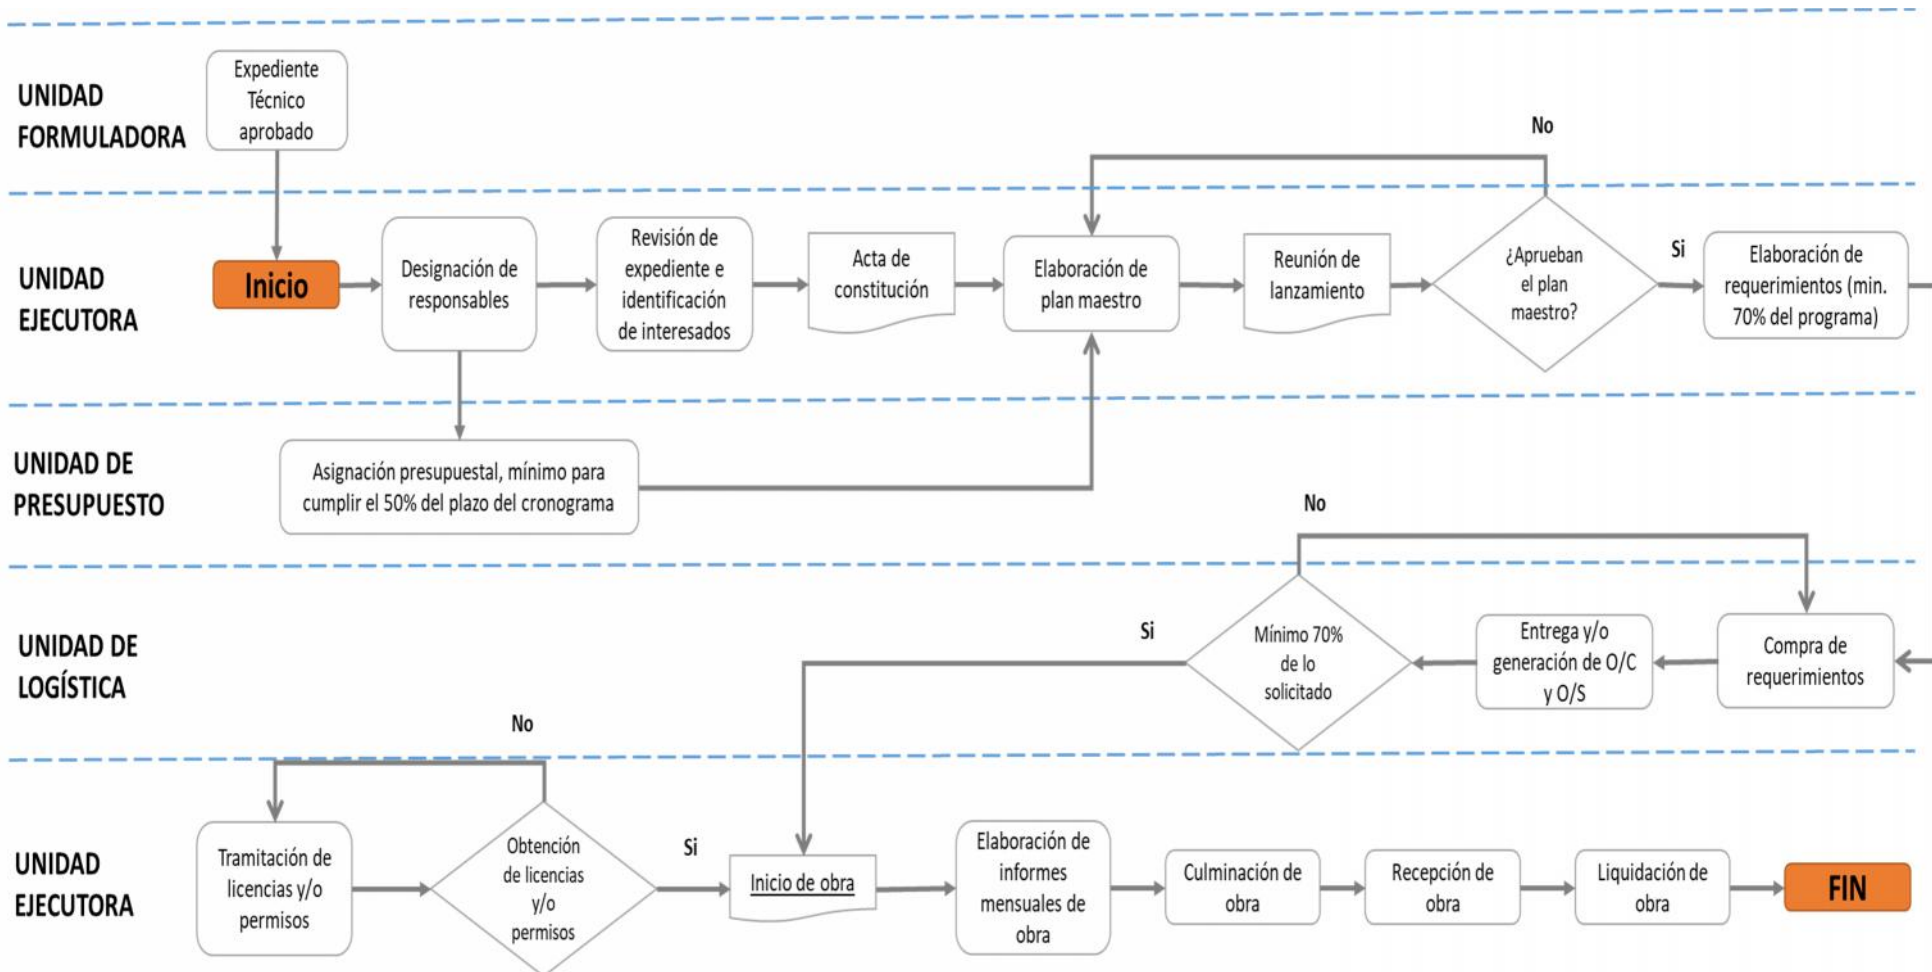 UNIDAD
FORMULADORA
Expediente
Técnico
aprobado
No
UNIDAD
EJECUTORA
Inicio
Designación de
responsables
Revisión de
expediente e
identificación
de interesados
Acta de
constitución
Elaboración de
plan maestro
Reunión de
lanzamiento
¿Aprueban
el plan
maestro?
Si
Elaboración de
requerimientos (min.
70% del programa)
UNIDAD DE
PRESUPUESTO
Asignación presupuestal, mínimo para
cumplir el 50% del plazo del cronograma
No
UNIDAD DE
LOGÍSTICA
Si
Mínimo 70%
de lo
solicitado
Entrega y/o
generación de O/C
y O/S
Compra de
requerimientos
No
UNIDAD
EJECUTORA
Tramitación de
licencias y/o
permisos
Obtención
de licencias
y/o
permisos
Si
Inicio de obra
Elaboración de
informes
mensuales de
obra
Culminación de
obra
Recepción de
obra
Liquidación de
obra
FIN